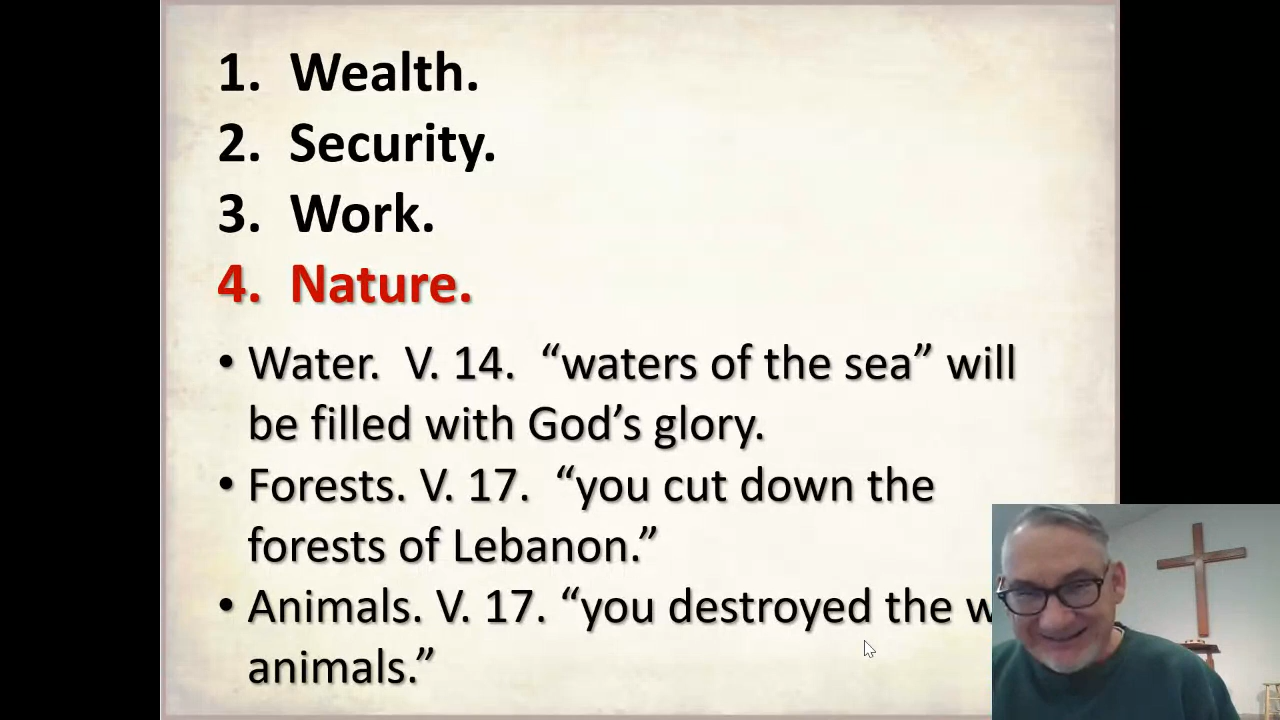 1. Wealth.
2. Security.
3. Work.
4. Nature.
• Water. V. 14. “waters of the sea” will
be filled with God’s glory.
• Forests. V. 17. “you cut down the
forests of Lebanon.”
• Animals. V. 17. “you destroyed the
animals.”